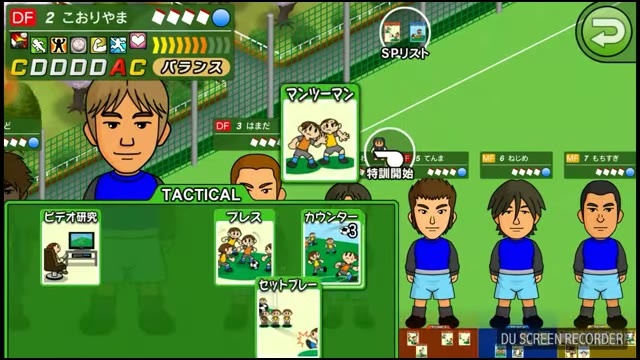 DF 2 こおりやま
SPリスト
CDDDDAC バランス
マンツーマン
ど
DF 3 はまだ
特訓開始
5 てんま
MF 6 ねじめ
MF 7 もちすぎ
TACTICAL
ビデオ研究
プレス
カウンター
+3
セットプレー
DU SCREEN RECORDER